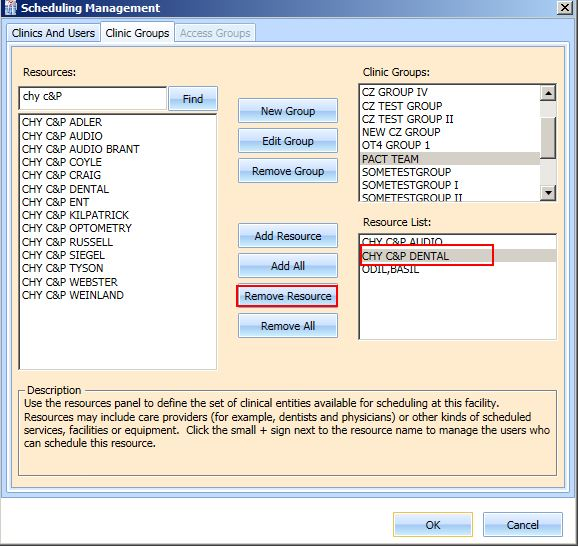 Scheduling Management
Clinics And Users
Clinic Groups
Access Groups
Resources:
chy c&P
Find
CHY C&P ADLER
CHY C&P AUDIO
CHY C&P AUDIO BRANT
CHY C&P COYLE
CHY C&P CRAIG
CHY C&P DENTAL
CHY C&P ENT
CHY C&P KILPATRICK
CHY C&P OPTOMETRY
CHY C&P RUSSELL
CHY C&P SIEGEL
CHY C&P TYSON
CHY C&P WEBSTER
CHY C&P WEINLAND
New Group
Edit Group
Remove Group
Add Resource
Add All
Remove Resource
Remove All
Clinic Groups:
CZ GROUP IV
CZ TEST GROUP
CZ TEST GROUP II
NEW CZ GROUP
OT4 GROUP 1
PACT TEAM
SOMETESTGROUP
SOMETESTGROUP I
SOMETESTGROUP II
Resource List:
CHY C&P AUDIO
CHY C&P DENTAL
ODIL,BASIL
Description
Use the resources panel to define the set of clinical entities available for scheduling at this facility.
Resources may include care providers (for example, dentists and physicians) or other kinds of scheduled
services, facilities or equipment. Click the small + sign next to the resource name to manage the users who
can schedule this resource.
OK
Cancel